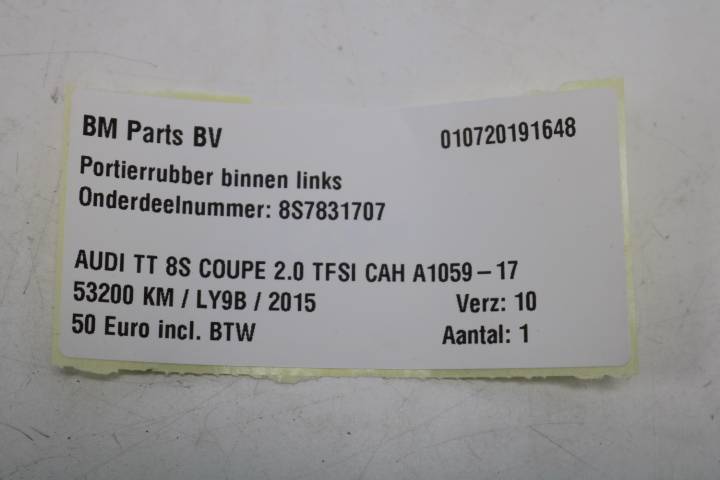 BM Parts BV 010720191648
Portierrubber binnen links
Onderdeelnummer: 8S7831707
AUDI TT 8S COUPE 2.0 TFSI CAH A1059-17
53200 KM / LY9B / 2015 Verz: 10
50 Euro incl. BTW Aantal: 1